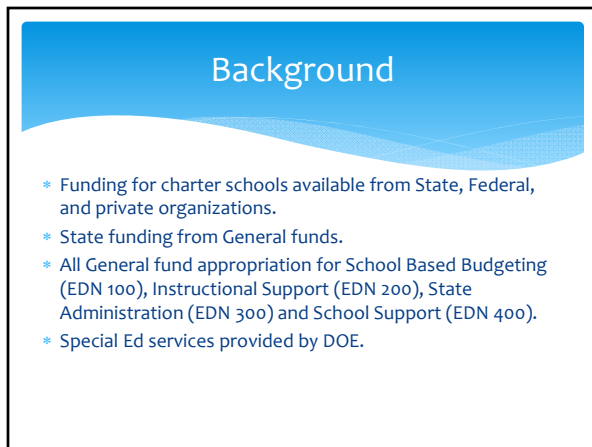 Background
* Funding for charter schools available from State, Federal,
and private organizations.
* State funding from General funds.
* All General fund appropriation for School Based Budgeting
(EDN 100), Instructional Support (EDN 200), State
Administration (EDN 300) and School Support (EDN 400).
* Special Ed services provided by DOE.